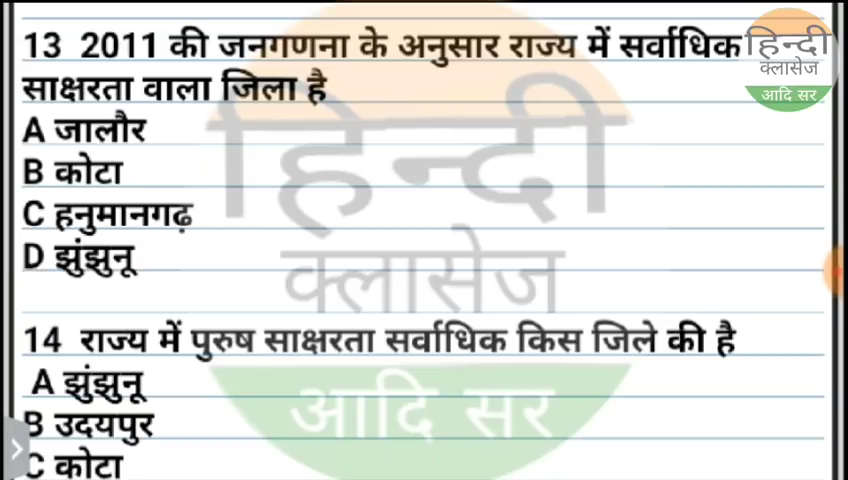 13 2011 की जनगणना के अनुसार राज्य में सर्वाधिक
साक्षरता वाला जिला है
A जालौर
B कोटा
C हनुमानगढ़
D झुंझुनू
14 राज्य में पुरुष साक्षरता सर्वाधिक किस जिले की है
A झुंझुनू
B उदयपुर
C कोटा
हिन्दी
क्लासेज
आदि सर
हिन्दी
क्लासेज
आदि सर